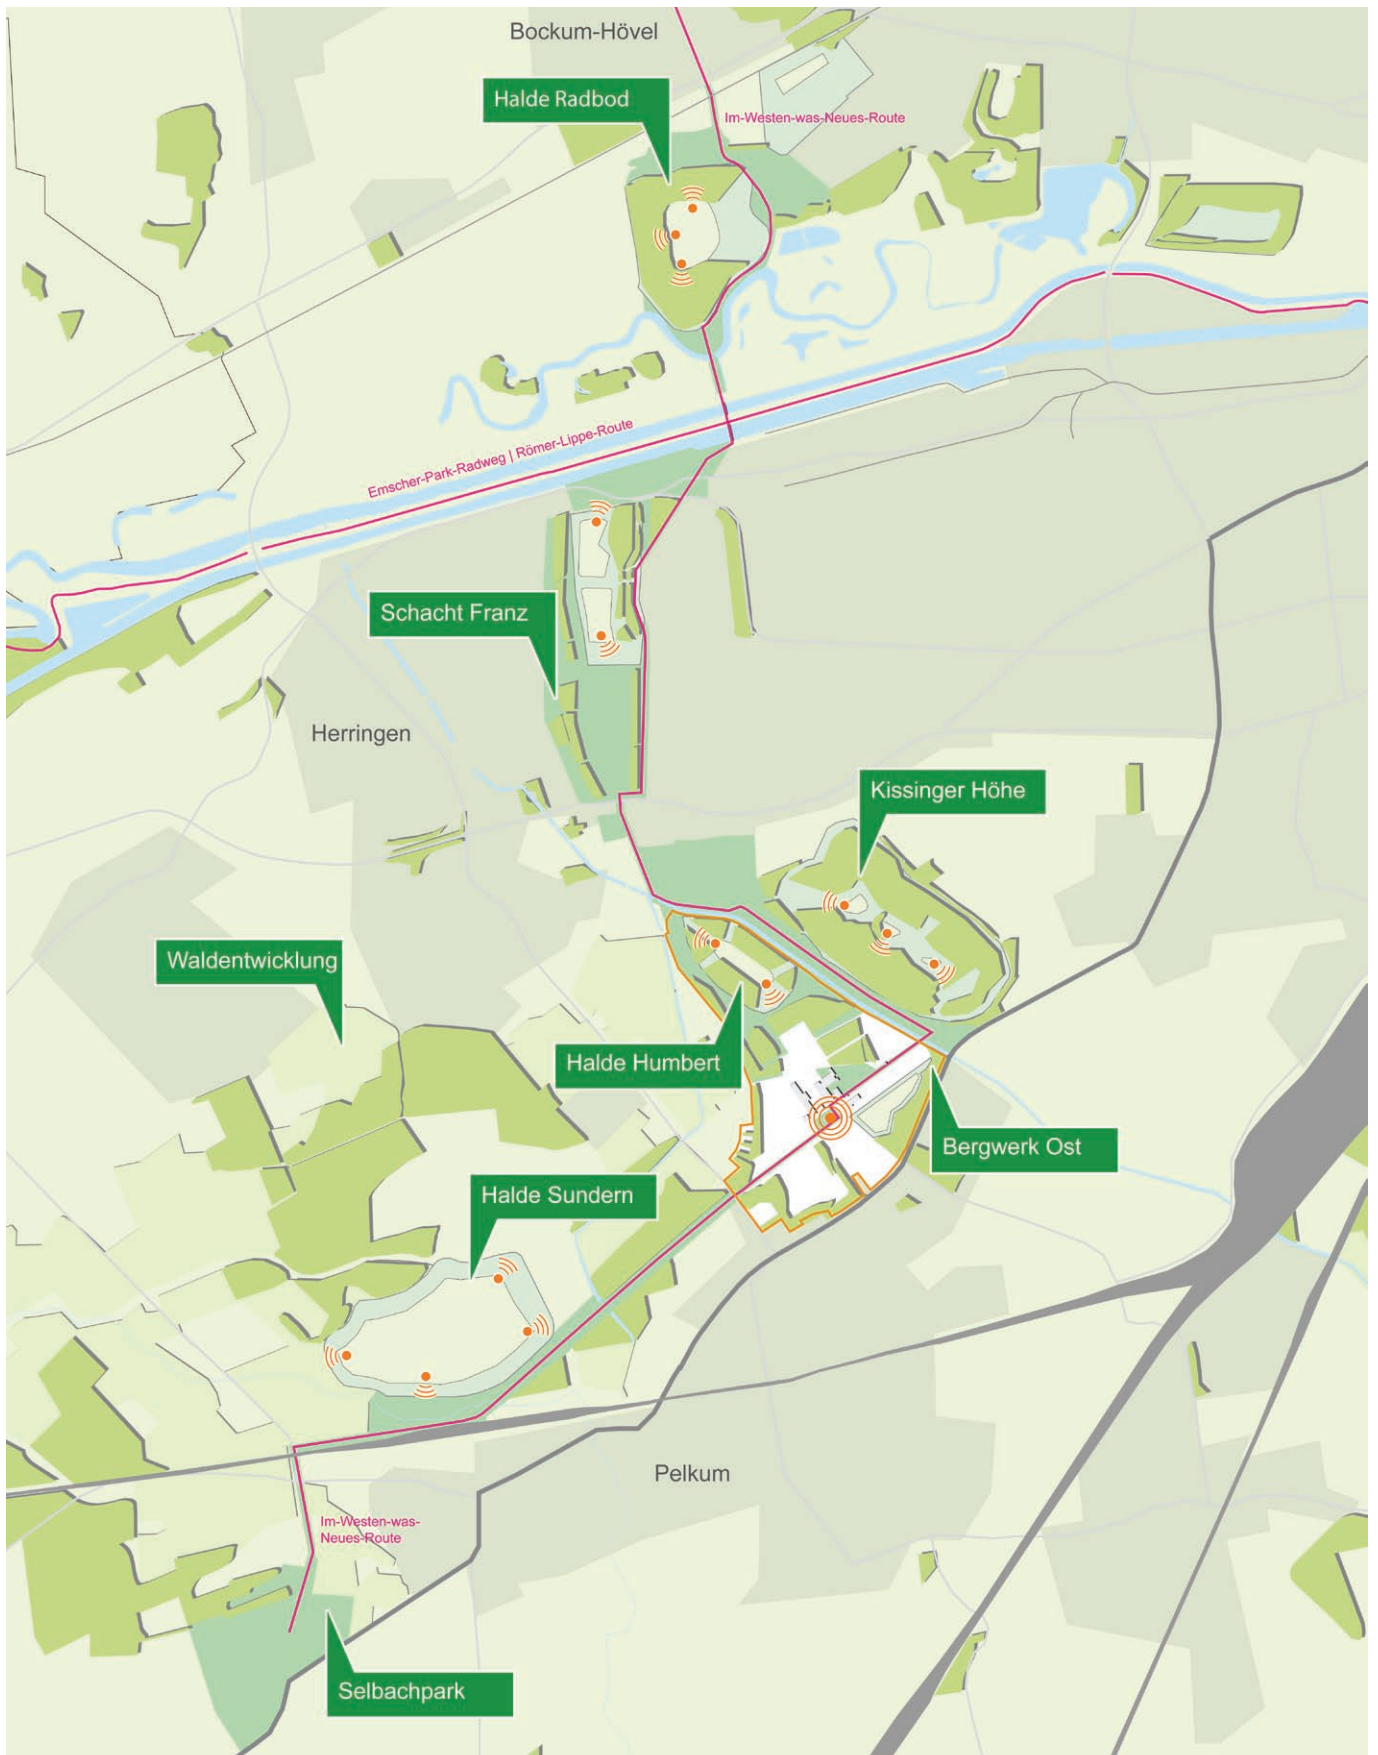 Bockum-Hövel
Halde Radbod
Im-Westen-was-Neues-Route
Emscher-Park-Radweg | Römer-Lippe-Route
Schacht Franz
Herringen
Kissinger Höhe
Waldentwicklung
Halde Humbert
Bergwerk Ost
Halde Sundern
Pelkum
Im-Westen-was-
Neues-Route
Selbachpark